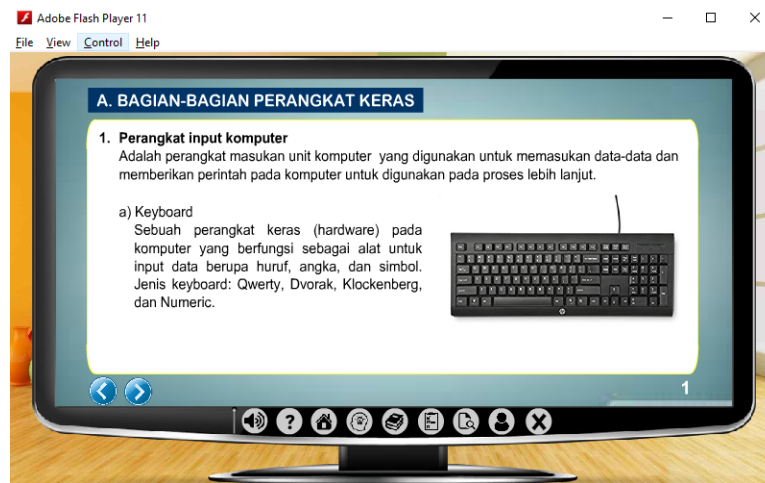 Adobe Flash Player 11
File View Control Help
A. BAGIAN-BAGIAN PERANGKAT KERAS
1. Perangkat input komputer
Adalah perangkat masukan unit komputer yang digunakan untuk memasukan data-data dan
memberikan perintah pada komputer untuk digunakan pada proses lebih lanjut.
a) Keyboard
Sebuah perangkat keras (hardware) pada
komputer yang berfungsi sebagai alat untuk
input data berupa huruf, angka, dan simbol.
Jenis keyboard: Qwerty, Dvorak, Klockenberg,
dan Numeric.
1